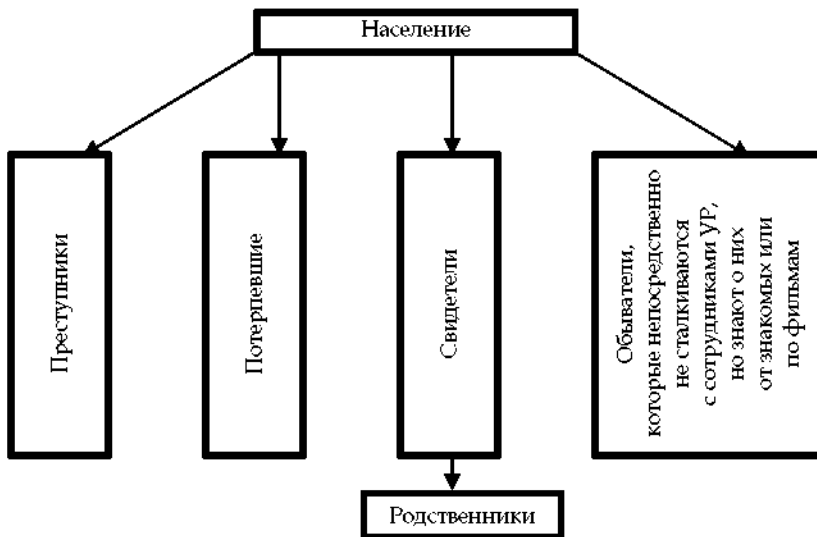 Население
Преступники
Потерпевшие
Свидетели
Обыватели,
которые непосредственно
не сталкиваются
с сотрудниками УР,
но знают о них
от знакомых или
по фильмам
Родственники